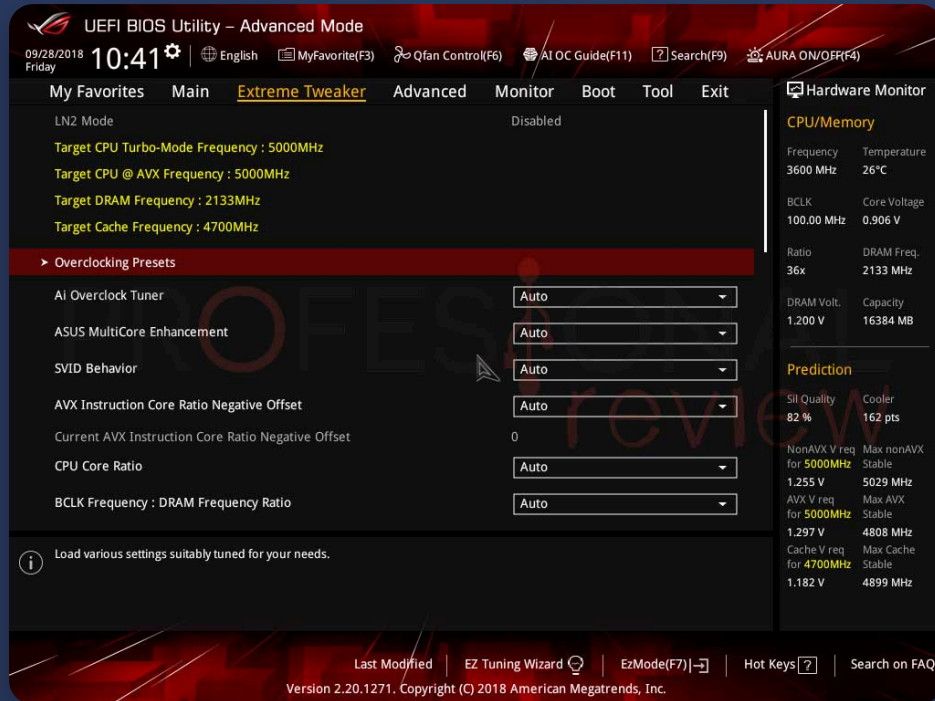 UEFI BIOS Utility – Advanced Mode
09/28/2018
Friday
10:41
English
MyFavorite(F3)
Qfan Control(F6)
AI OC Guide(F11)
? Search(F9)
AURA ON/OFF(F4)
My Favorites Main Extreme Tweaker Advanced Monitor Boot Tool Exit
Hardware Monitor
LN2 Mode Disabled
Target CPU Turbo-Mode Frequency : 5000MHz
Target CPU @ AVX Frequency : 5000MHz
Target DRAM Frequency : 2133MHz
Target Cache Frequency : 4700MHz
Overclocking Presets
Ai Overclock Tuner Auto
ASUS MultiCore Enhancement Auto
SVID Behavior Auto
AVX Instruction Core Ratio Negative Offset Auto
Current AVX Instruction Core Ratio Negative Offset 0
CPU Core Ratio Auto
BCLK Frequency : DRAM Frequency Ratio Auto
PROFESIONAL
review
Load various settings suitably tuned for your needs.
CPU/Memory
Frequency Temperature
3600 MHz 26°C
BCLK Core Voltage
100.00 MHz 0.906 V
Ratio DRAM Freq.
36x 2133 MHz
DRAM Volt. Capacity
1.200 V 16384 MB
Prediction
Sil Quality Cooler
82 % 162 pts
NonAVX V req Max nonAVX
for 5000MHz Stable
1.255 V 5029 MHz
AVX V req Max AVX
for 5000MHz Stable
1.297 V 4808 MHz
Cache V req Max Cache
for 4700MHz Stable
1.182 V 4899 MHz
Last Modified
EZ Tuning Wizard
EzMode(F7)
Hot Keys ?
Search on FAQ
Version 2.20.1271. Copyright (C) 2018 American Megatrends, Inc.